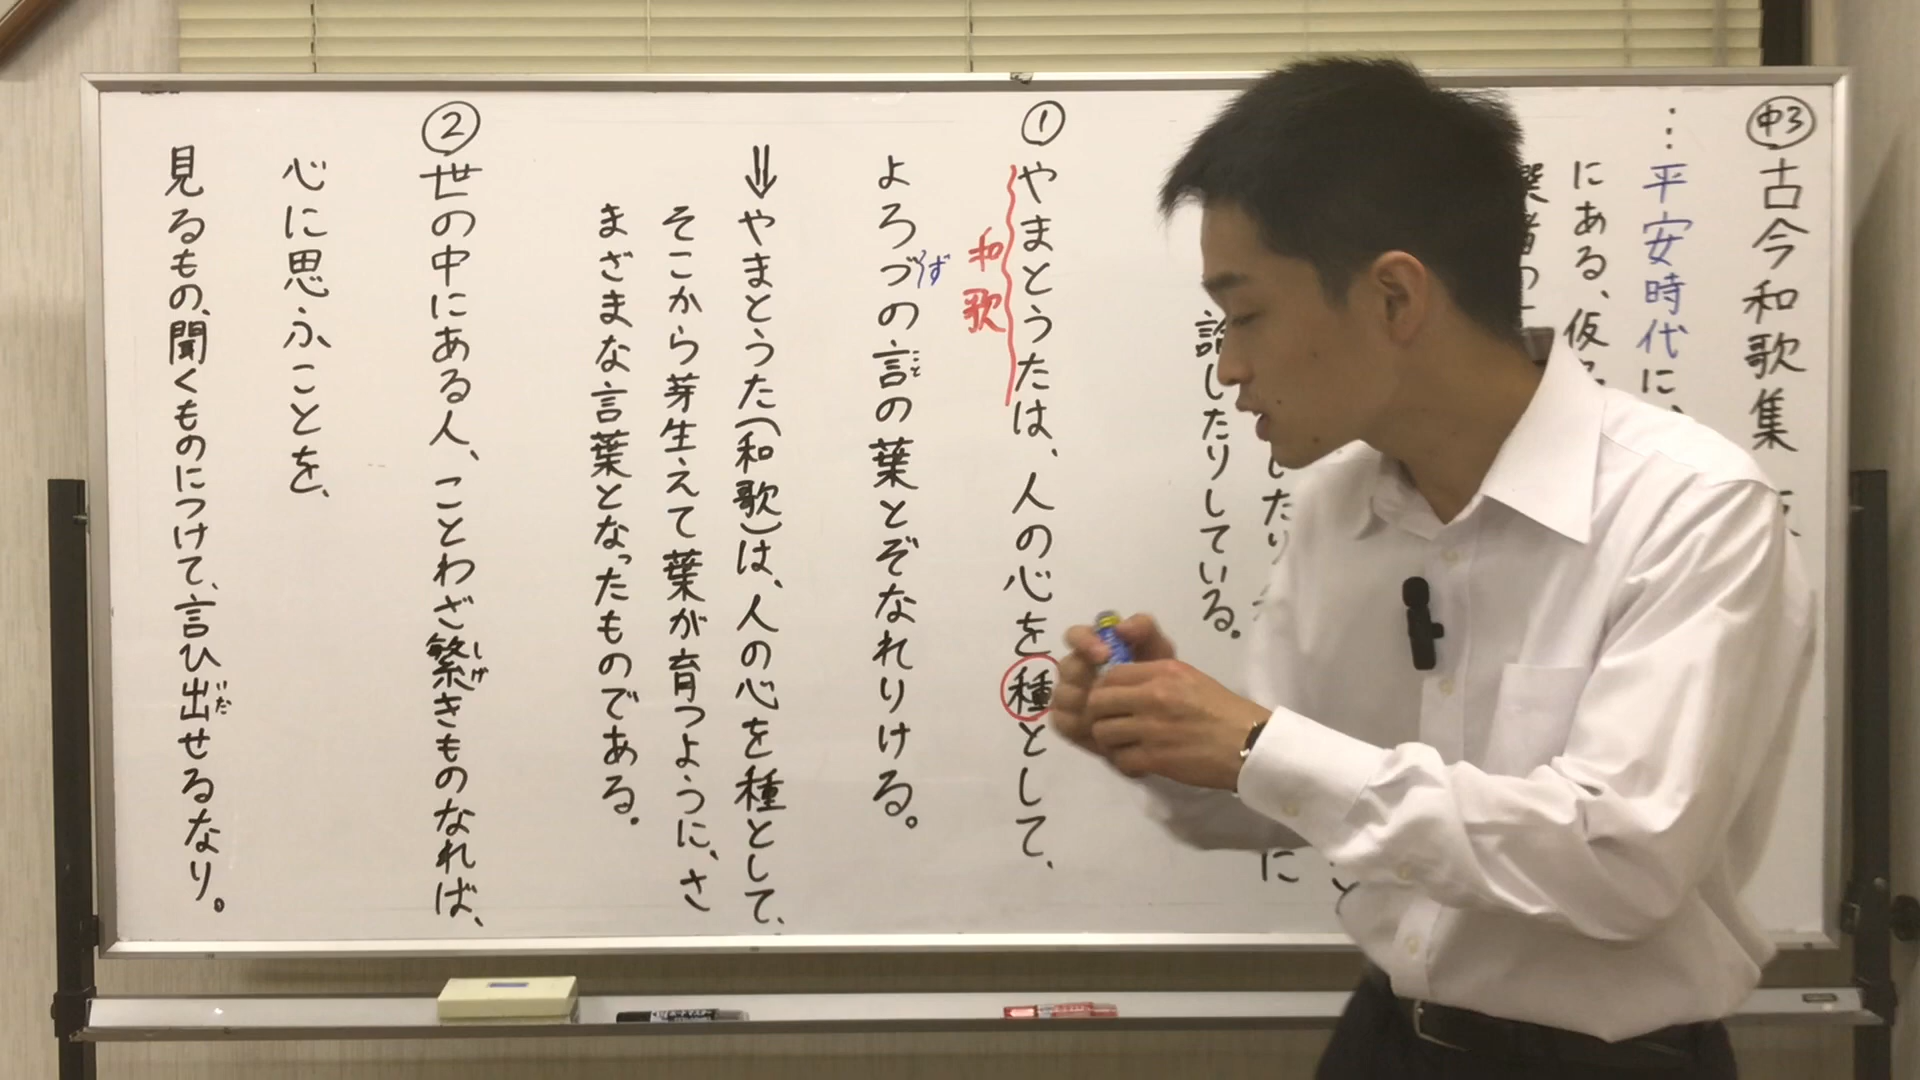 中3 古今和歌集
…平安時代に、
にある、仮
論したりしている。
① やまとうたは、人の心を種として、
和歌
よろづの言の葉とぞなれりける。
ず
こと
⇓やまとうた(和歌)は、人の心を種として、
そこから芽生えて葉が育つように、さ
まざまな言葉となったものである。
② 世の中にある人、ことわざ繁きものなれば、
しげ
心に思ふことを、
見るもの、聞くものにつけて、言ひ出せるなり。
いだ